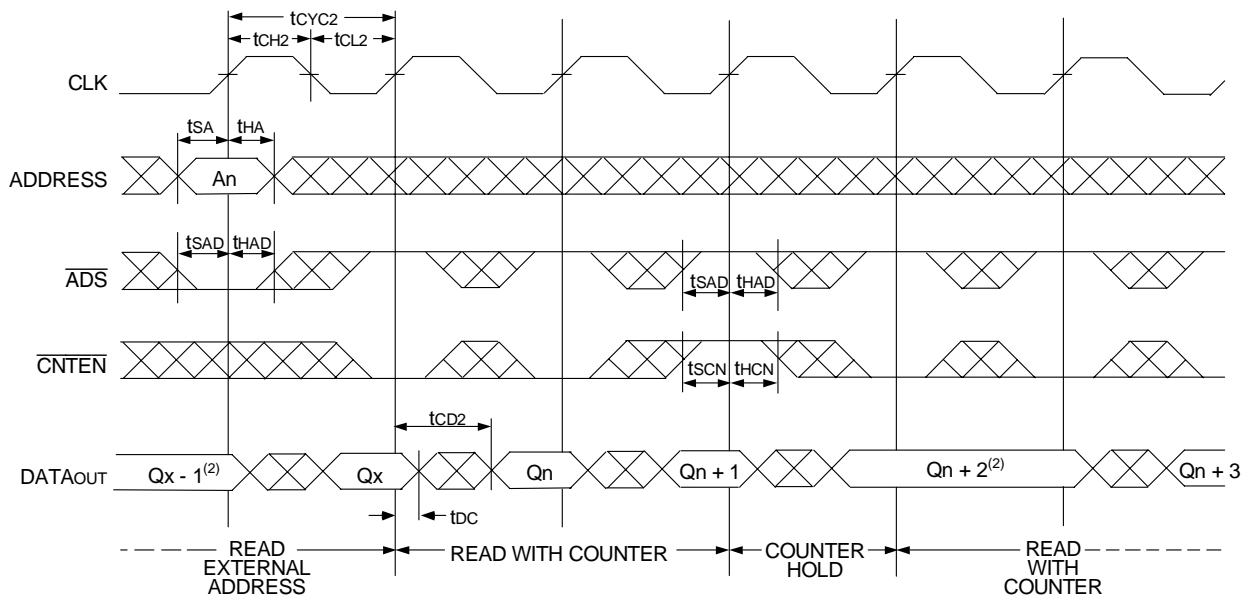 tCYC2
tCH2 tCL2
CLK
tSA tHA
ADDRESS An
tSAD tHAD
ADS
tSAD tHAD
CNTEN
tSCN tHCN
tCD2
DATAOUT Qx - 1(2) Qx Qn Qn + 1 Qn + 2(2) Qn + 3
tDC
READ EXTERNAL ADDRESS
READ WITH COUNTER
COUNTER HOLD
READ WITH COUNTER